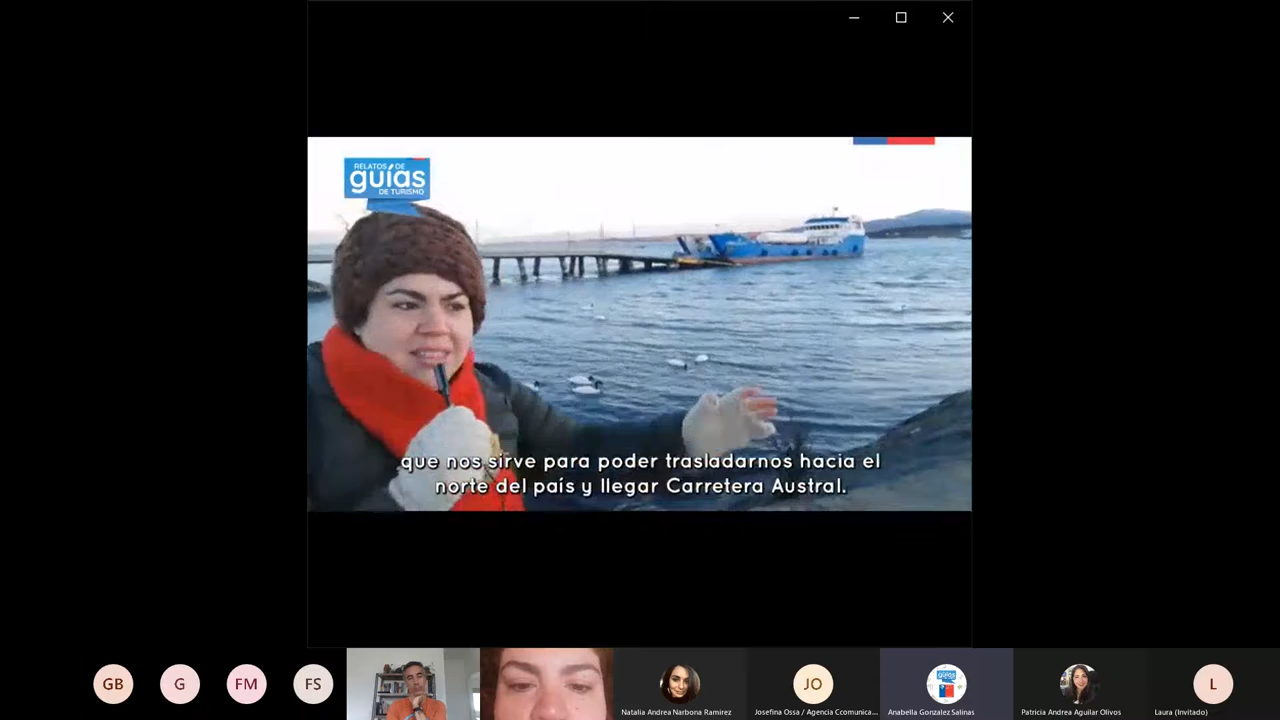 RELATOS DE
guías
DE TURISMO
que nos sirve para poder trasladarnos hacia el
norte del país y llegar Carretera Austral.
GB
G
FM
FS
JO
L
Natalia Andrea Narbona Ramirez
Josefina Ossa / Agencia Ccomunica...
Anabella Gonzalez Salinas
Patricia Andrea Aguilar Olivos
Laura (Invitado)